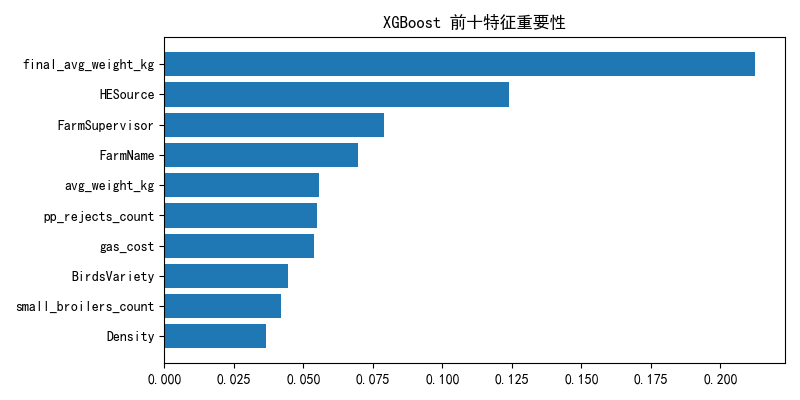 XGBoost 前十特征重要性
final_avg_weight_kg
HESource
FarmSupervisor
FarmName
avg_weight_kg
pp_rejects_count
gas_cost
BirdsVariety
small_broilers_count
Density
0.000 0.025 0.050 0.075 0.100 0.125 0.150 0.175 0.200